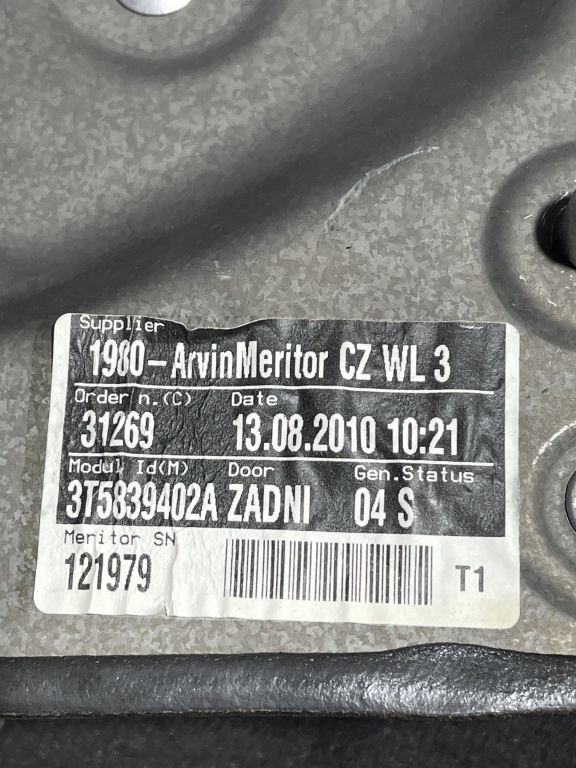 Supplier
1980-ArvinMeritor CZ WL 3
Order n.(C) Date
31269 13.08.2010 10:21
Modul Id(M) Door Gen.Status
3T5839402A ZADNI 04 S
Meritor SN
121979 T1